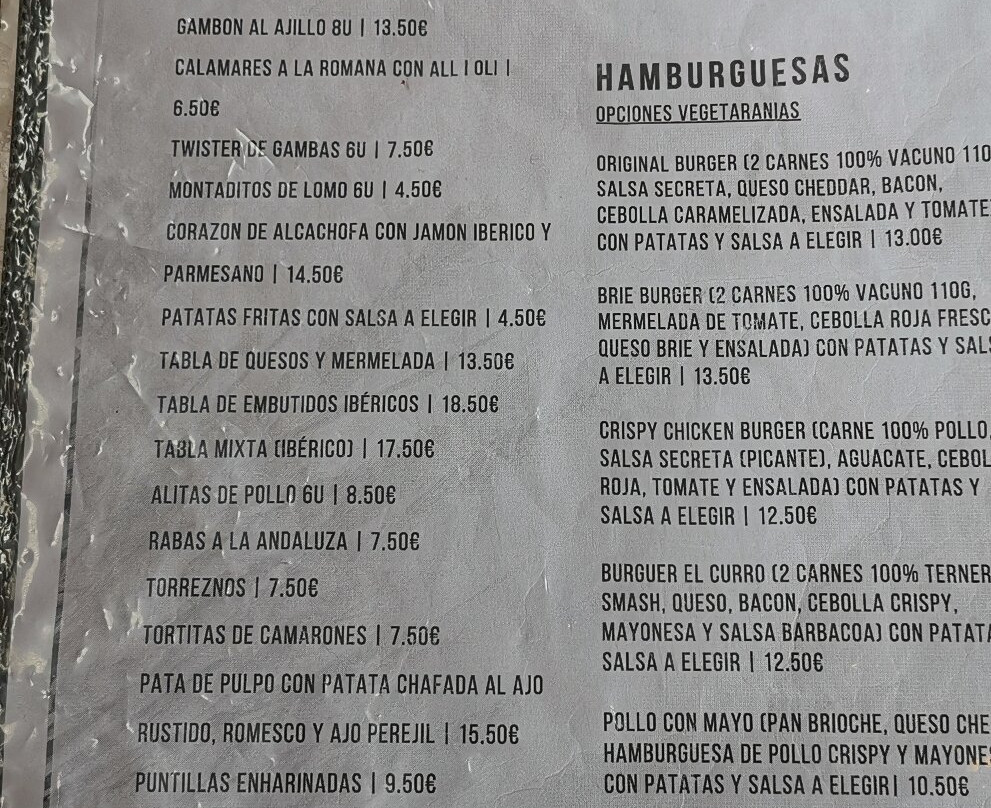 GAMBON AL AJILLO 8U | 13.50€
CALAMARES A LA ROMANA CON ALL I OLI |
6.50€
TWISTER DE GAMBAS 6U | 7.50€
MONTADITOS DE LOMO 6U | 4.50€
CORAZON DE ALCACHOFA CON JAMON IBERICO Y
PARMESANO | 14.50€
PATATAS FRITAS CON SALSA A ELEGIR | 4.50€
TABLA DE QUESOS Y MERMELADA | 13.50€
TABLA DE EMBUTIDOS IBÉRICOS | 18.50€
TABLA MIXTA (IBÉRICO) | 17.50€
ALITAS DE POLLO 6U | 8.50€
RABAS A LA ANDALUZA | 7.50€
TORREZNOS | 7.50€
TORTITAS DE CAMARONES | 7.50€
PATA DE PULPO CON PATATA CHAFADA AL AJO
RUSTIDO, ROMESCO Y AJO PEREJIL | 15.50€
PUNTILLAS ENHARINADAS | 9.50€
HAMBURGUESAS
OPCIONES VEGETARANIAS
ORIGINAL BURGER (2 CARNES 100% VACUNO 110
SALSA SECRETA, QUESO CHEDDAR, BACON,
CEBOLLA CARAMELIZADA, ENSALADA Y TOMATE
CON PATATAS Y SALSA A ELEGIR | 13.00€
BRIE BURGER (2 CARNES 100% VACUNO 110G,
MERMELADA DE TOMATE, CEBOLLA ROJA FRESC
QUESO BRIE Y ENSALADA) CON PATATAS Y SALS
A ELEGIR | 13.50€
CRISPY CHICKEN BURGER (CARNE 100% POLLO,
SALSA SECRETA (PICANTE), AGUACATE, CEBOL
ROJA, TOMATE Y ENSALADA) CON PATATAS Y
SALSA A ELEGIR | 12.50€
BURGUER EL CURRO (2 CARNES 100% TERNER
SMASH, QUESO, BACON, CEBOLLA CRISPY,
MAYONESA Y SALSA BARBACOA) CON PATATA
SALSA A ELEGIR | 12.50€
POLLO CON MAYO (PAN BRIOCHE, QUESO CHE
HAMBURGUESA DE POLLO CRISPY Y MAYONES
CON PATATAS Y SALSA A ELEGIR| 10.50€